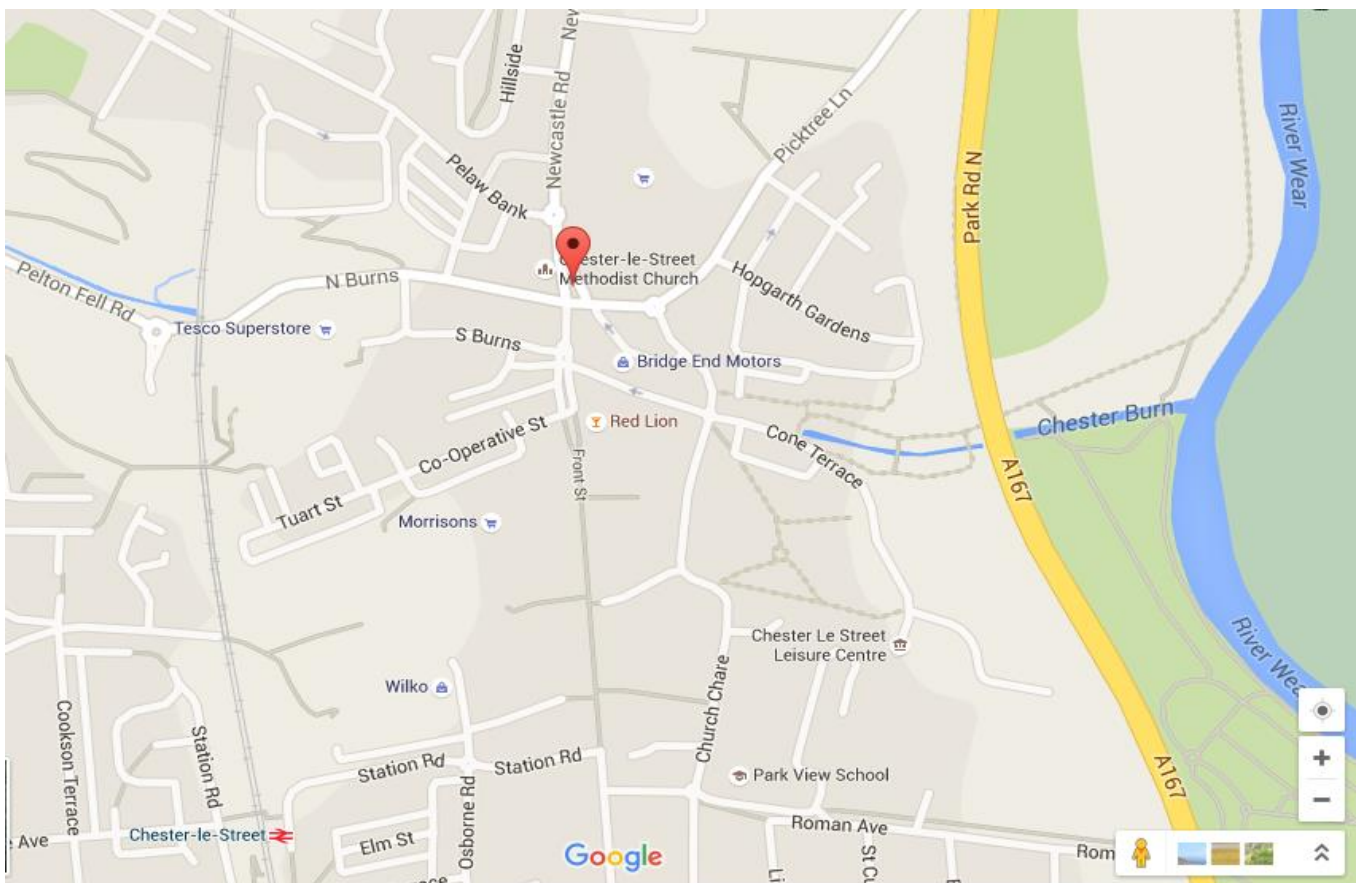 Hillside
Newcastle Rd
Picktree Ln
Park Rd N
River Wear
Pelaw Bank
Chester-le-Street
Methodist Church
Hopgarth Gardens
N Burns
Pelton Fell Rd
Tesco Superstore
S Burns
Bridge End Motors
Red Lion
Chester Burn
Co-Operative St
Cone Terrace
Front St
A167
Tuart St
Morrisons
Chester Le Street
Leisure Centre
River Wear
Church Chare
Wilko
Cookson Terrace
Station Rd
Station Rd
Station Rd
Park View School
A167
Osborne Rd
Chester-le-Street
Ave
Elm St
Google
Roman Ave
Rom
St Cu